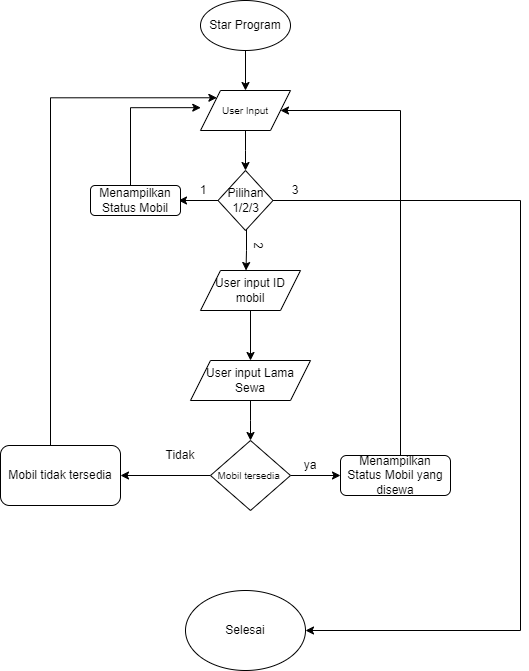 Star Program
User Input
1
Pilihan
1/2/3
3
Menampilkan
Status Mobil
2
User input ID
mobil
User input Lama
Sewa
Tidak
Mobil tidak tersedia
Mobil tersedia
ya
Menampilkan
Status Mobil yang
disewa
Selesai